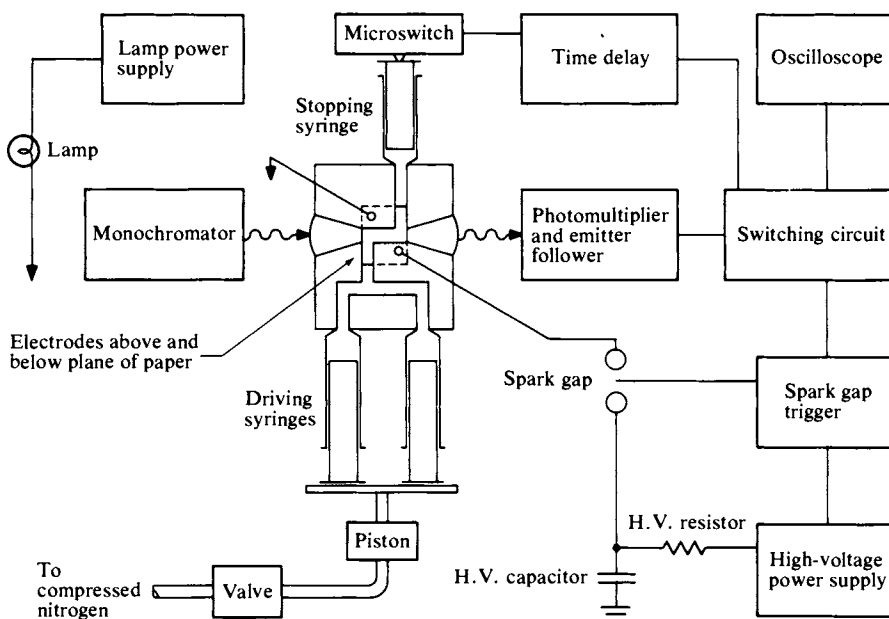 Lamp power
supply
Microswitch
Time delay
Oscilloscope
Stopping
syringe
Lamp
Monochromator
Photomultiplier
and emitter
follower
Switching circuit
Electrodes above and
below plane of paper
Driving
syringes
Spark gap
Spark gap
trigger
H.V. resistor
Piston
To
compressed
nitrogen
Valve
H.V. capacitor
High-voltage
power supply